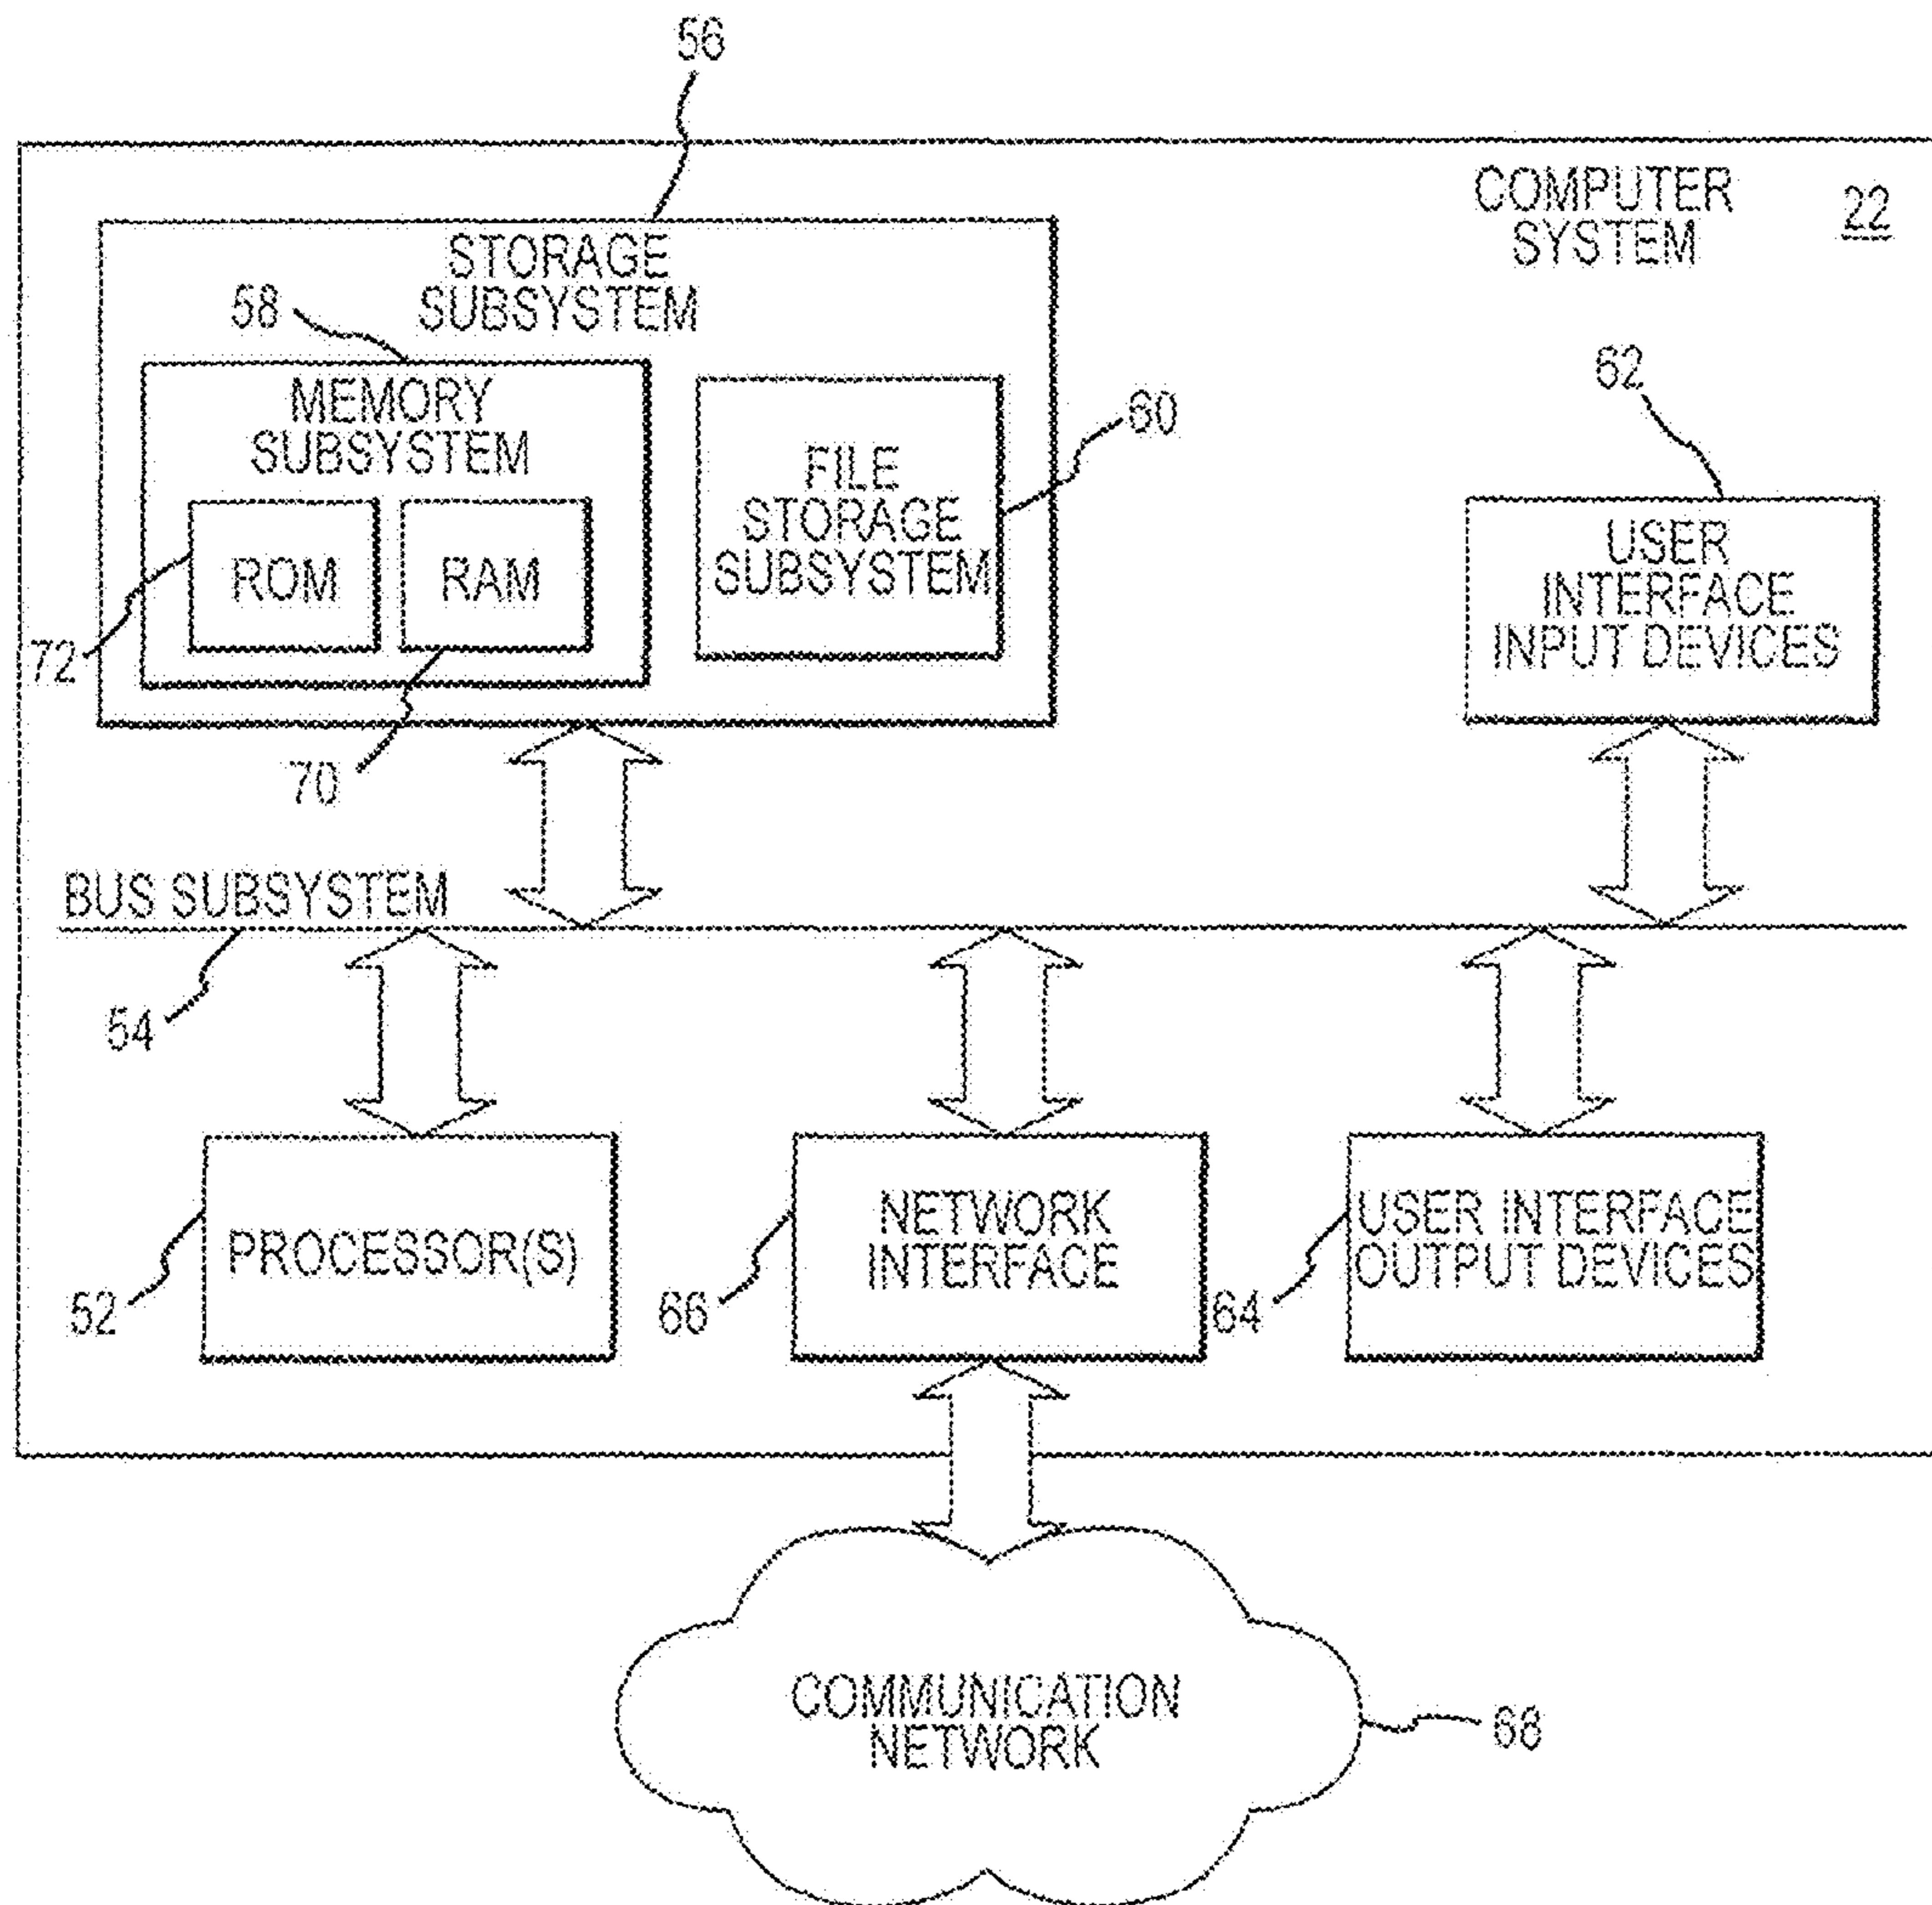 56
COMPUTER
SYSTEM
22
STORAGE
SUBSYSTEM
58
MEMORY
SUBSYSTEM
ROM
RAM
72
70
FILE
STORAGE
SUBSYSTEM
60
62
USER
INTERFACE
INPUT DEVICES
BUS SUBSYSTEM
54
PROCESSOR(S)
52
NETWORK
INTERFACE
66
USER INTERFACE
OUTPUT DEVICES
64
COMMUNICATION
NETWORK
68